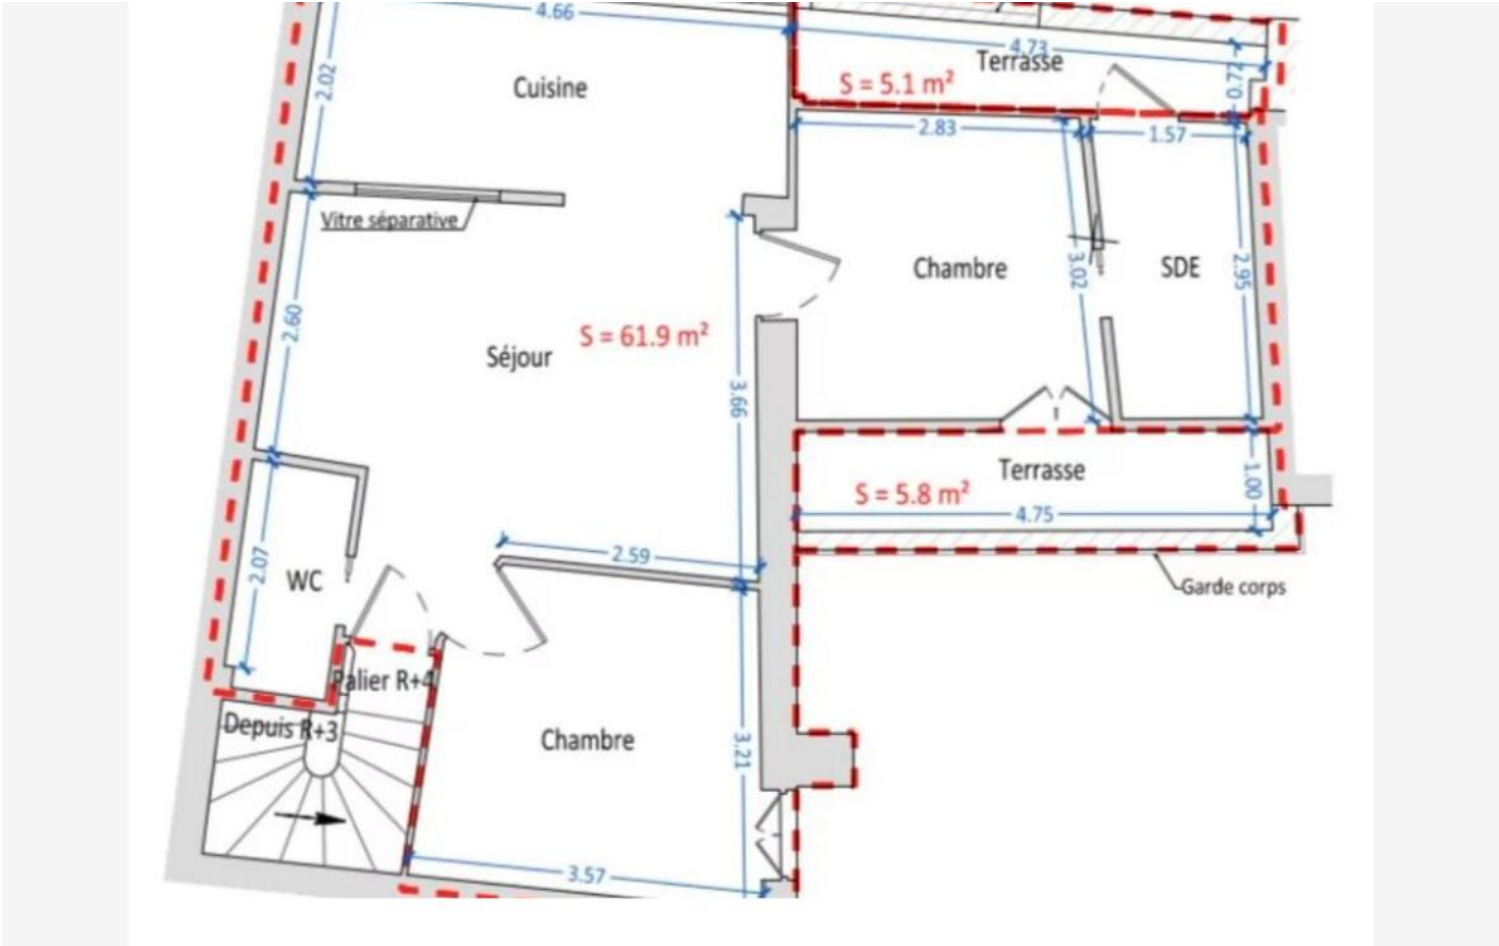 4.66
4.73
Terrasse
0.72
S = 5.1 m²
2.02
Cuisine
2.83
1.57
Vitre séparative
Chambre
3.02
SDE
2.95
2.60
S = 61.9 m²
Séjour
3.66
Terrasse
S = 5.8 m²
1.00
4.75
2.59
2.07
WC
Garde corps
Palier R+4
Depuis R+3
Chambre
3.21
3.57